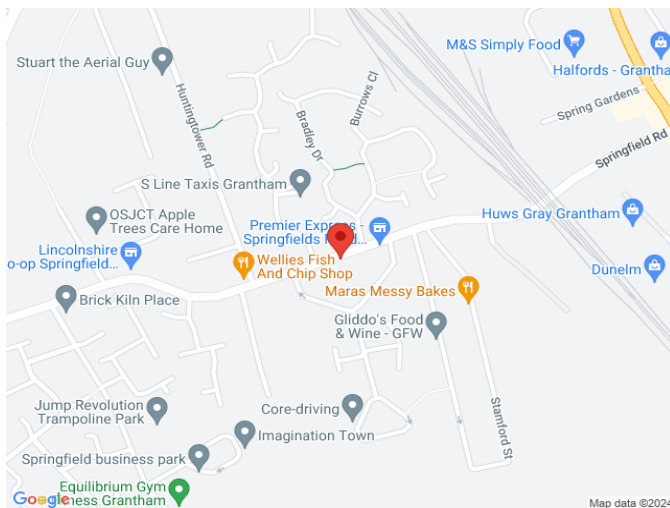 M&S Simply Food
Stuart the Aerial Guy
Halfords - Grantha
Huntingtower Rd
Burrows Cl
Bradley Dr
Spring Gardens
Springfield Rd
S Line Taxis Grantham
OSJCT Apple
Trees Care Home
Premier Express -
Springfields
Huws Gray Grantham
Lincolnshire
o-op Springfield...
Wellies Fish
And Chip Shop
Dunelm
Brick Kiln Place
Maras Messy Bakes
Gliddo's Food
& Wine - GFW
Jump Revolution
Trampoline Park
Core-driving
Imagination Town
Stamford St
Springfield business park
Equilibrium Gym
ness Grantham
Google
Map data ©2024